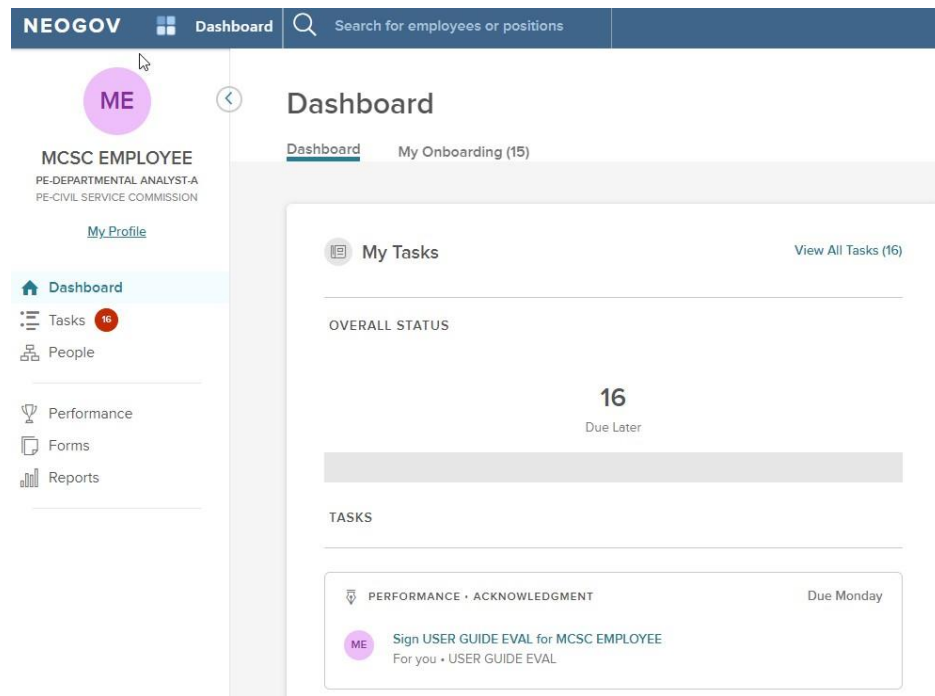 NEOGOV
Dashboard
Search for employees or positions
ME
MCSC EMPLOYEE
PE-DEPARTMENTAL ANALYST-A
PE-CIVIL SERVICE COMMISSION
My Profile
Dashboard
Tasks 16
People
Performance
Forms
Reports
Dashboard
Dashboard My Onboarding (15)
My Tasks View All Tasks (16)
OVERALL STATUS
16
Due Later
TASKS
PERFORMANCE • ACKNOWLEDGMENT Due Monday
ME
Sign USER GUIDE EVAL for MCSC EMPLOYEE
For you • USER GUIDE EVAL